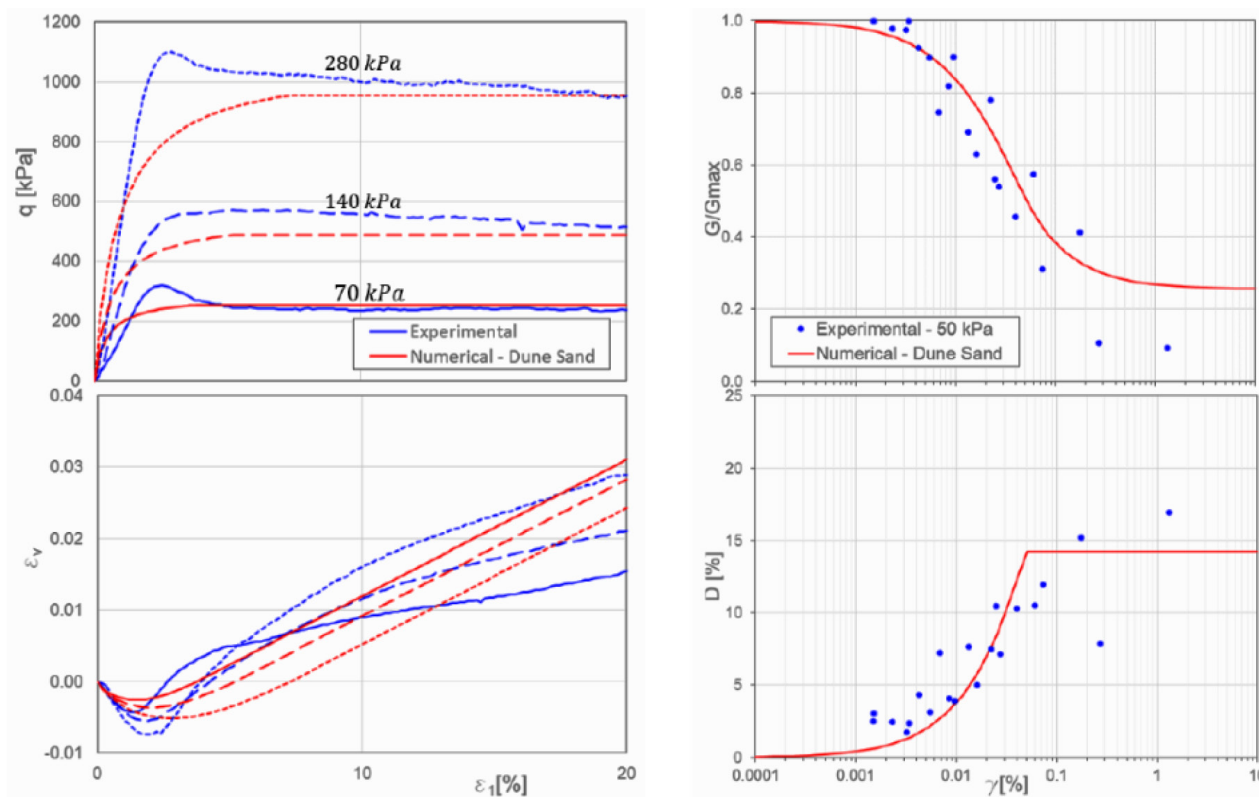 1200
1000
800
600
400
200
0
q [kPa]
280 kPa
140 kPa
70 kPa
Experimental
Numerical - Dune Sand
0.04
0.03
0.02
0.01
0.00
-0.01
εv
0
10
20
ε1[%]
1.0
0.8
0.6
0.4
0.2
0.0
G/Gmax
Experimental - 50 kPa
Numerical - Dune Sand
25
20
15
10
5
0
D [%]
0.0001
0.001
0.01
0.1
1
10
γ[%]